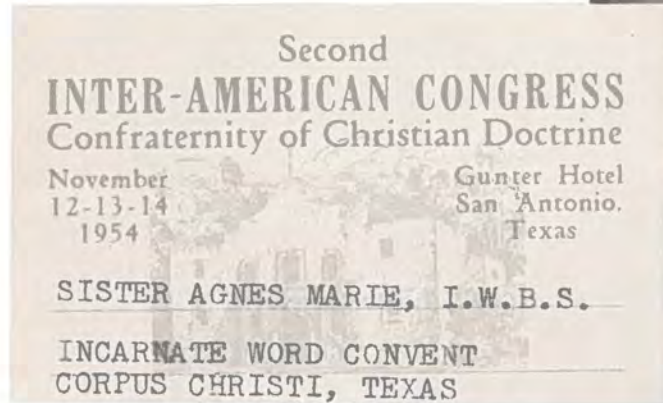 Second
INTER-AMERICAN CONGRESS
Confraternity of Christian Doctrine
November
12-13-14
1954
Gunter Hotel
San Antonio.
Texas
SISTER AGNES MARIE, I.W.B.S.
INCARNATE WORD CONVENT
CORPUS CHRISTI, TEXAS